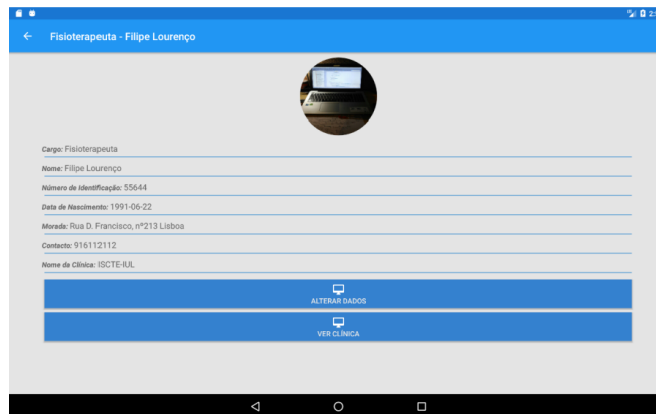 Fisioterapeuta - Filipe Lourenço
Cargo: Fisioterapeuta
Nome: Filipe Lourenço
Número de Identificação: 55644
Data de Nascimento: 1991-06-22
Morada: Rua D. Francisco, nº213 Lisboa
Contacto: 916112112
Nome da Clínica: ISCTE-IUL
ALTERAR DADOS
VER CLÍNICA